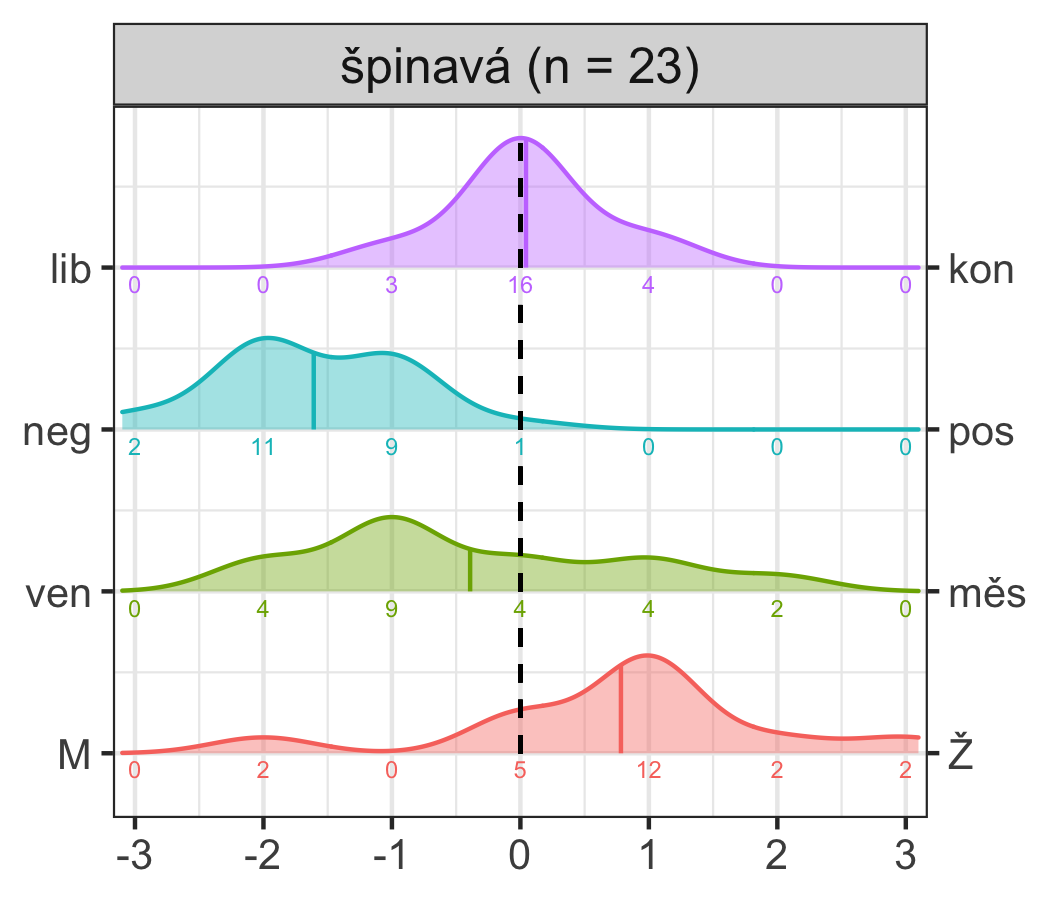 špinavá (n = 23)
lib kon
0 0 3 16 4 0 0
neg pos
2 11 9 1 0 0 0
ven měs
0 4 9 4 4 2 0
M Ž
0 2 0 5 12 2 2
-3 -2 -1 0 1 2 3